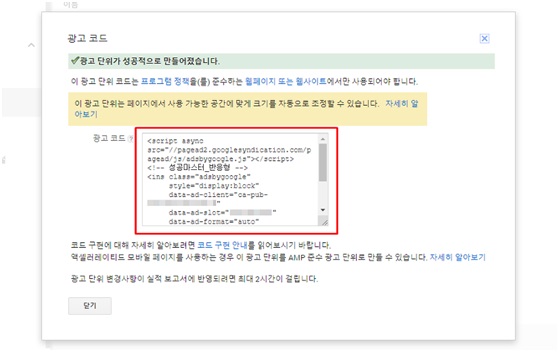 이름
광고 코드
✔광고 단위가 성공적으로 만들어졌습니다.
이 광고 단위 코드는 프로그램 정책을(를) 준수하는 웹페이지 또는 웹사이트에서만 사용되어야 합니다.
이 광고 단위는 페이지에서 사용 가능한 공간에 맞게 크기를 자동으로 조정할 수 있습니다. 자세히 알
아보기
광고 코드 ?
<script async
src="//pagead2.googlesyndication.com/p
agead/js/adsbygoogle.js"></script>
<!-- 성공마스터_반응형 -->
<ins class="adsbygoogle"
style="display:block"
data-ad-client="ca-pub-
"
data-ad-slot=" "
data-ad-format="auto"
코드 구현에 대해 자세히 알아보려면 코드 구현 안내를 읽어보시기 바랍니다.
액셀러레이티드 모바일 페이지를 사용하는 경우 이 광고 단위를 AMP 준수 광고 단위로 만들 수 있습니다. 자세히 알아보기
광고 단위 변경사항이 실적 보고서에 반영되려면 최대 2시간이 걸립니다.
닫기